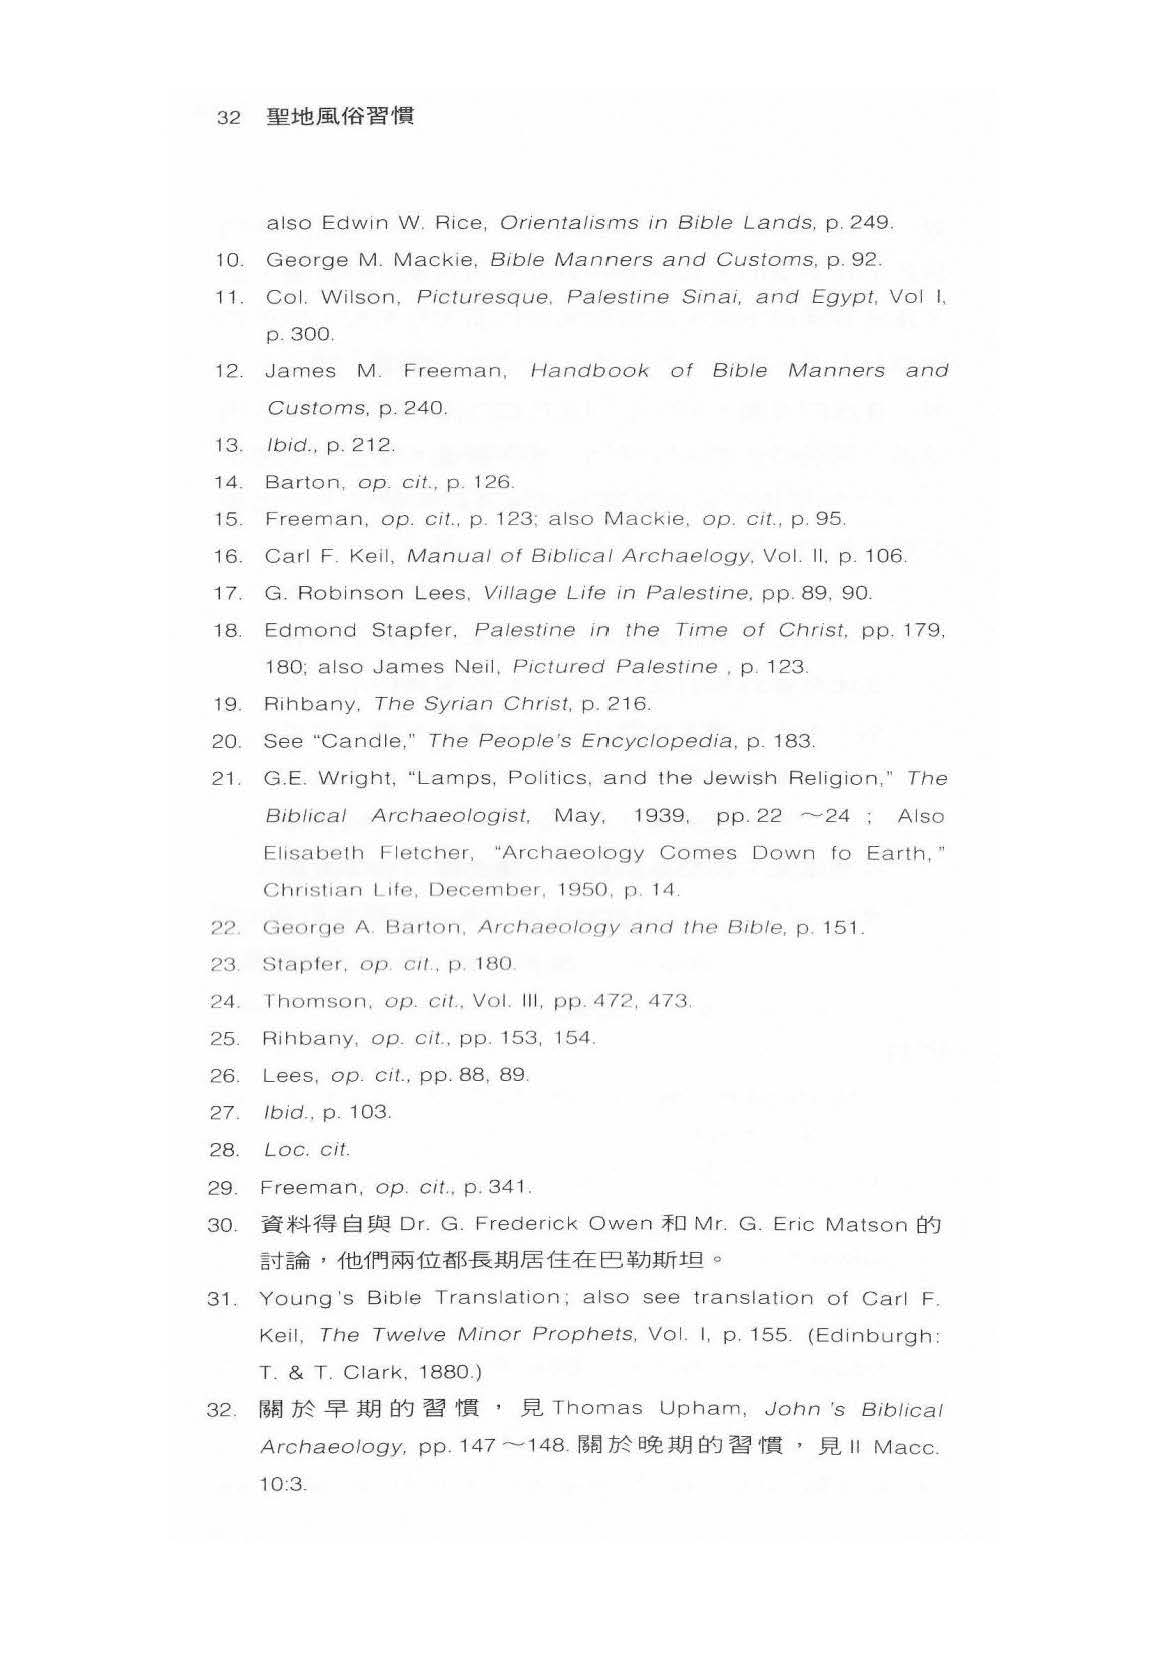 32 聖地風俗習慣
also Edwin W. Rice, Orientalisms in Bible Lands, p. 249.
10. George M. Mackie, Bible Manners and Customs, p. 92.
11. Col. Wilson, Picturesque, Palestine Sinai, and Egypt, Vol I,
p. 300.
12. James M. Freeman, Handbook of Bible Manners and
Customs, p. 240.
13. Ibid., p. 212.
14. Barton, op. cit., p. 126.
15. Freeman, op. cit., p. 123; also Mackie, op. cit., p. 95.
16. Carl F. Keil, Manual of Biblical Archaelogy, Vol. II, p. 106.
17. G. Robinson Lees, Village Life in Palestine, pp. 89, 90.
18. Edmond Stapfer, Palestine in the Time of Christ, pp. 179,
180; also James Neil, Pictured Palestine , p. 123.
19. Rihbany, The Syrian Christ, p. 216.
20. See “Candle,” The People's Encyclopedia, p. 183.
21. G.E. Wright, “Lamps, Politics, and the Jewish Religion,” The
Biblical Archaeologist, May, 1939, pp. 22 ～24 ; Also
Elisabeth Fletcher, “Archaeology Comes Down fo Earth, ”
Christian Life, December, 1950, p. 14.
22. George A. Barton, Archaeology and the Bible, p. 151.
23. Stapfer, op. cit., p. 180.
24. Thomson, op. cit., Vol. III, pp. 472, 473.
25. Rihbany, op. cit., pp. 153, 154.
26. Lees, op. cit., pp. 88, 89.
27. Ibid., p. 103.
28. Loc. cit.
29. Freeman, op. cit., p. 341.
30. 資料得自與 Dr. G. Frederick Owen 和 Mr. G. Eric Matson 的
討論，他們兩位都長期居住在巴勒斯坦。
31. Young's Bible Translation; also see translation of Carl F.
Keil, The Twelve Minor Prophets, Vol. I, p. 155. (Edinburgh:
T. & T. Clark, 1880.)
32. 關於早期的習慣，見 Thomas Upham, John's Biblical
Archaeology, pp. 147～148. 關於晚期的習慣，見 II Macc.
10:3.